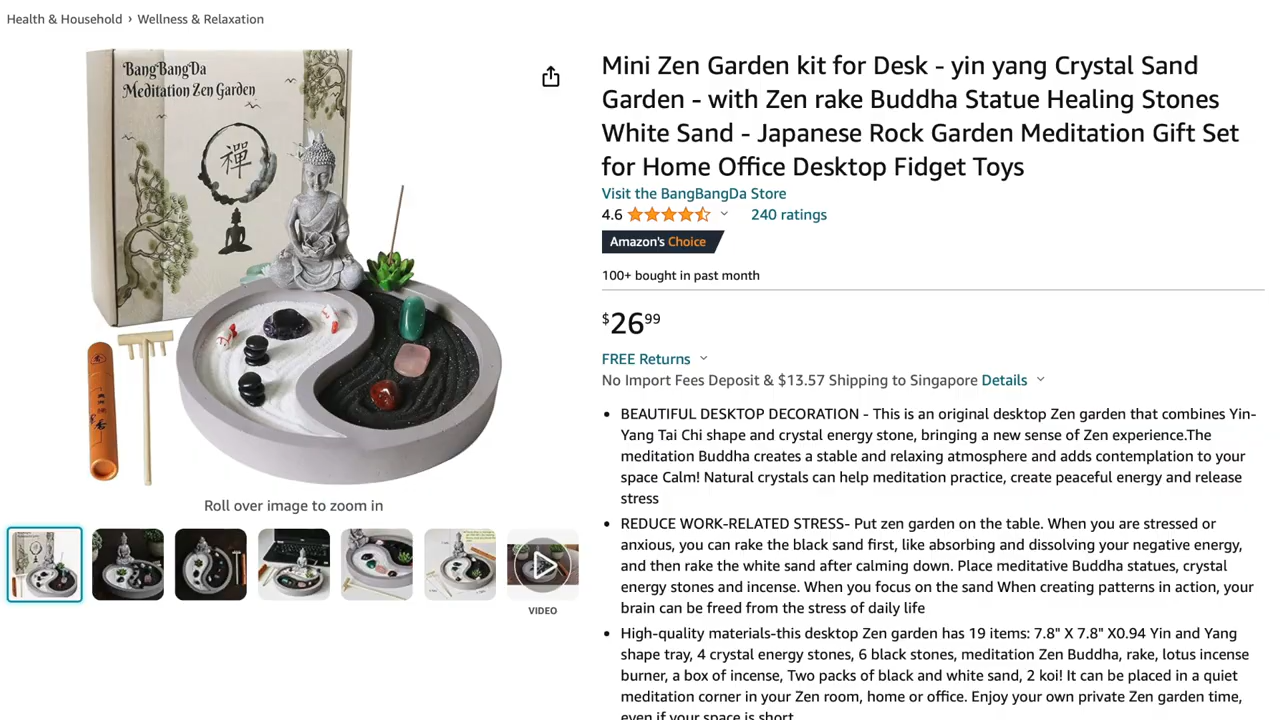 Health & Household › Wellness & Relaxation
BangBangDa
Meditation Zen Garden
禪
Roll over image to zoom in
VIDEO
Mini Zen Garden kit for Desk - yin yang Crystal Sand
Garden - with Zen rake Buddha Statue Healing Stones
White Sand - Japanese Rock Garden Meditation Gift Set
for Home Office Desktop Fidget Toys
Visit the BangBangDa Store
4.6 240 ratings
Amazon's Choice
100+ bought in past month
$26 99
FREE Returns
No Import Fees Deposit & $13.57 Shipping to Singapore Details
• BEAUTIFUL DESKTOP DECORATION - This is an original desktop Zen garden that combines Yin-
Yang Tai Chi shape and crystal energy stone, bringing a new sense of Zen experience.The
meditation Buddha creates a stable and relaxing atmosphere and adds contemplation to your
space Calm! Natural crystals can help meditation practice, create peaceful energy and release
stress
• REDUCE WORK-RELATED STRESS- Put zen garden on the table. When you are stressed or
anxious, you can rake the black sand first, like absorbing and dissolving your negative energy,
and then rake the white sand after calming down. Place meditative Buddha statues, crystal
energy stones and incense. When you focus on the sand When creating patterns in action, your
brain can be freed from the stress of daily life
• High-quality materials-this desktop Zen garden has 19 items: 7.8" X 7.8" X0.94 Yin and Yang
shape tray, 4 crystal energy stones, 6 black stones, meditation Zen Buddha, rake, lotus incense
burner, a box of incense, Two packs of black and white sand, 2 koi! It can be placed in a quiet
meditation corner in your Zen room, home or office. Enjoy your own private Zen garden time,
even if your space is short